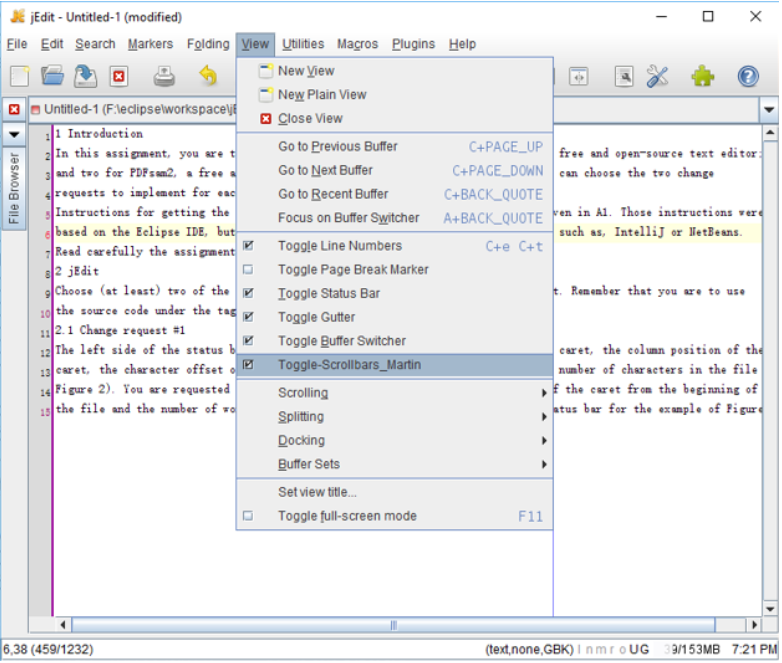 jEdit - Untitled-1 (modified)
File Edit Search Markers Folding View Utilities Macros Plugins Help
New View
New Plain View
Close View
Go to Previous Buffer C+PAGE_UP
Go to Next Buffer C+PAGE_DOWN
Go to Recent Buffer C+BACK_QUOTE
Focus on Buffer Switcher A+BACK_QUOTE
Toggle Line Numbers C+e C+t
Toggle Page Break Marker
Toggle Status Bar
Toggle Gutter
Toggle Buffer Switcher
Toggle-Scrollbars_Martin
Scrolling
Splitting
Docking
Buffer Sets
Set view title...
Toggle full-screen mode F11
Untitled-1 (F:\eclipse\workspace\jE
File Browser
1 1 Introduction
2 In this assignment, you are t free and open-source text editor;
3 and two for PDFsam2, a free a can choose the two change
4 requests to implement for eac
5 Instructions for getting the ven in A1. Those instructions were
6 based on the Eclipse IDE, but such as, IntelliJ or NetBeans.
7 Read carefully the assignment
8 2 jEdit
9 Choose (at least) two of the t. Remember that you are to use
10 the source code under the tag
11 2.1 Change request #1
12 The left side of the status b caret, the column position of the
13 caret, the character offset o number of characters in the file
14 Figure 2). You are requested f the caret from the beginning of
15 the file and the number of wo atus bar for the example of Figure
6,38 (459/1232) (text,none,GBK) l n m r o UG 39/153MB 7:21 PM